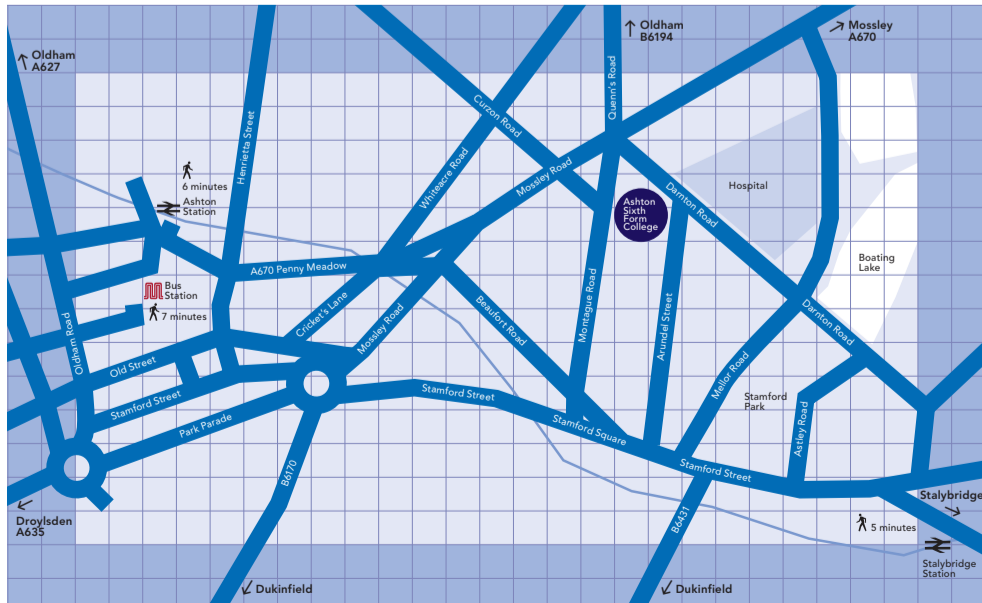 Oldham
A627
Oldham
B6194
Mossley
A670
Henrietta Street
Curzon Road
Quenn's Road
Whiteacre Road
Mossley Road
6 minutes
Ashton
Station
Ashton
Sixth
Form
College
Darnton Road
Hospital
A670 Penny Meadow
Boating
Lake
Bus
Station
7 minutes
Oldham Road
Cricket's Lane
Mossley Road
Beaufort Road
Montague Road
Arundel Street
Darnton Road
Old Street
Stamford Street
Park Parade
Stamford Street
Stamford Square
Mellor Road
Stamford
Park
Astley Road
Stamford Street
B6170
B6431
Droylsden
A635
Stalybridge
5 minutes
Stalybridge
Station
Dukinfield
Dukinfield